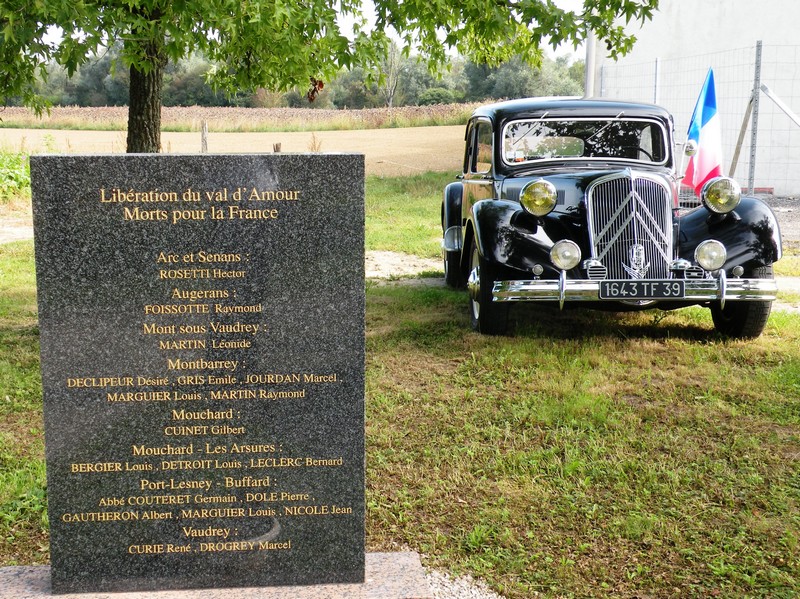 Libération du val d'Amour
Morts pour la France
Arc et Senans :
ROSETTI Hector
Augerans :
FOISSOTTE Raymond
Mont sous Vaudrey :
MARTIN Léonide
Montbarrey :
DECLIPEUR Désiré , GRIS Emile , JOURDAN Marcel ,
MARGUIER Louis , MARTIN Raymond
Mouchard :
CUINET Gilbert
Mouchard - Les Arsures :
BERGIER Louis , DETROIT Louis , LECLERC Bernard
Port-Lesney - Buffard :
Abbé COUTERET Germain , DOLE Pierre ,
GAUTHERON Albert , MARGUIER Louis , NICOLE Jean
Vaudrey :
CURIE René , DROGREY Marcel
1643 TF 39